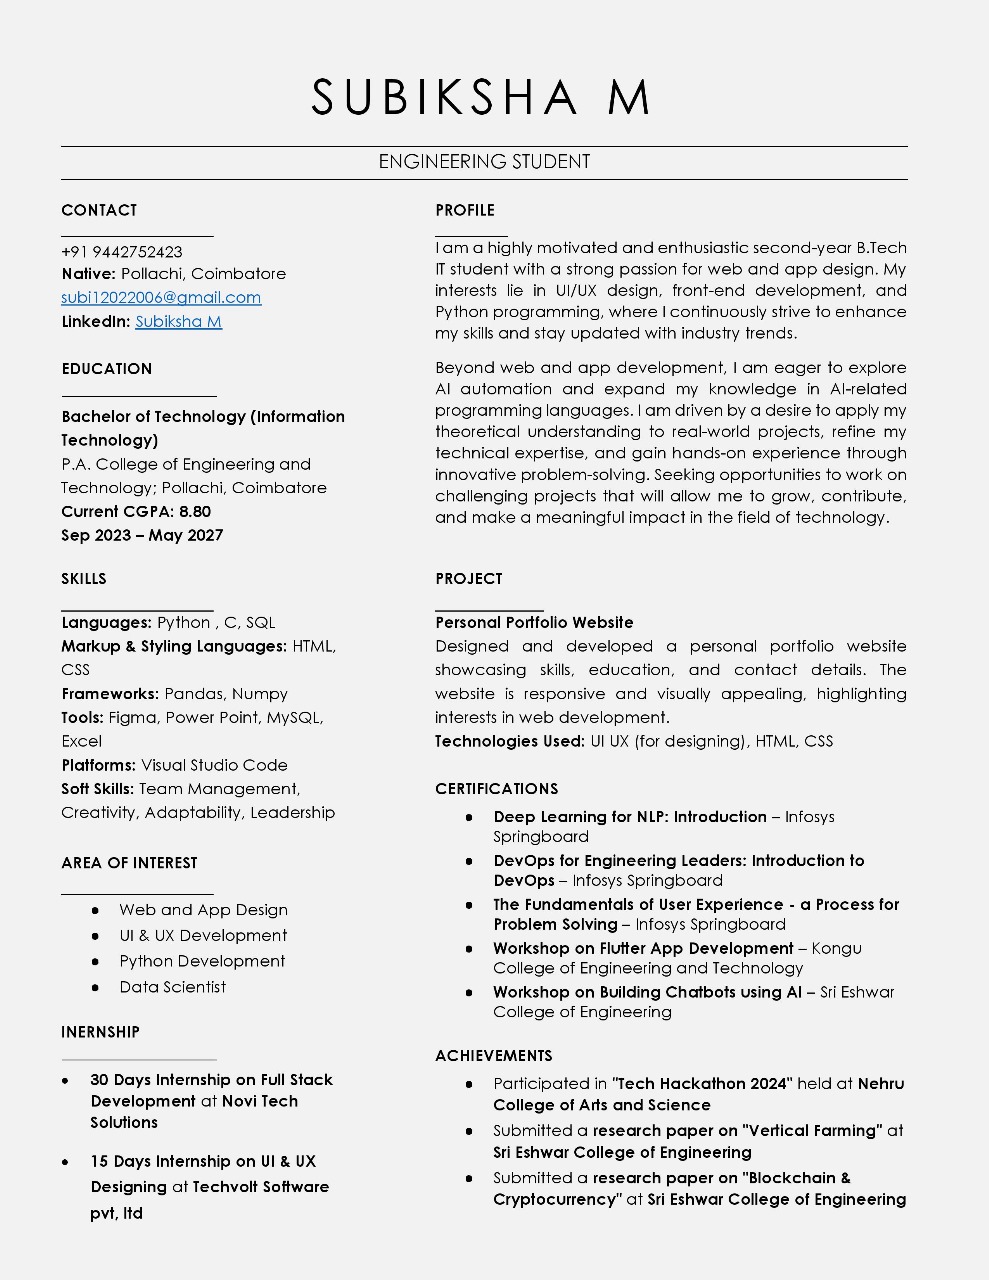 SUBIKSHA M
ENGINEERING STUDENT
CONTACT
+91 9442752423
Native: Pollachi, Coimbatore
subi12022006@gmail.com
LinkedIn: Subiksha M
EDUCATION
Bachelor of Technology (Information
Technology)
P.A. College of Engineering and
Technology; Pollachi, Coimbatore
Current CGPA: 8.80
Sep 2023 – May 2027
SKILLS
Languages: Python , C, SQL
Markup & Styling Languages: HTML,
CSS
Frameworks: Pandas, Numpy
Tools: Figma, Power Point, MySQL,
Excel
Platforms: Visual Studio Code
Soft Skills: Team Management,
Creativity, Adaptability, Leadership
AREA OF INTEREST
• Web and App Design
• UI & UX Development
• Python Development
• Data Scientist
INERNSHIP
• 30 Days Internship on Full Stack
Development at Novi Tech
Solutions
• 15 Days Internship on UI & UX
Designing at Techvolt Software
pvt, ltd
PROFILE
I am a highly motivated and enthusiastic second-year B.Tech
IT student with a strong passion for web and app design. My
interests lie in UI/UX design, front-end development, and
Python programming, where I continuously strive to enhance
my skills and stay updated with industry trends.
Beyond web and app development, I am eager to explore
AI automation and expand my knowledge in AI-related
programming languages. I am driven by a desire to apply my
theoretical understanding to real-world projects, refine my
technical expertise, and gain hands-on experience through
innovative problem-solving. Seeking opportunities to work on
challenging projects that will allow me to grow, contribute,
and make a meaningful impact in the field of technology.
PROJECT
Personal Portfolio Website
Designed and developed a personal portfolio website
showcasing skills, education, and contact details. The
website is responsive and visually appealing, highlighting
interests in web development.
Technologies Used: UI UX (for designing), HTML, CSS
CERTIFICATIONS
• Deep Learning for NLP: Introduction – Infosys
Springboard
• DevOps for Engineering Leaders: Introduction to
DevOps – Infosys Springboard
• The Fundamentals of User Experience - a Process for
Problem Solving – Infosys Springboard
• Workshop on Flutter App Development – Kongu
College of Engineering and Technology
• Workshop on Building Chatbots using AI – Sri Eshwar
College of Engineering
ACHIEVEMENTS
• Participated in "Tech Hackathon 2024" held at Nehru
College of Arts and Science
• Submitted a research paper on "Vertical Farming" at
Sri Eshwar College of Engineering
• Submitted a research paper on "Blockchain &
Cryptocurrency" at Sri Eshwar College of Engineering